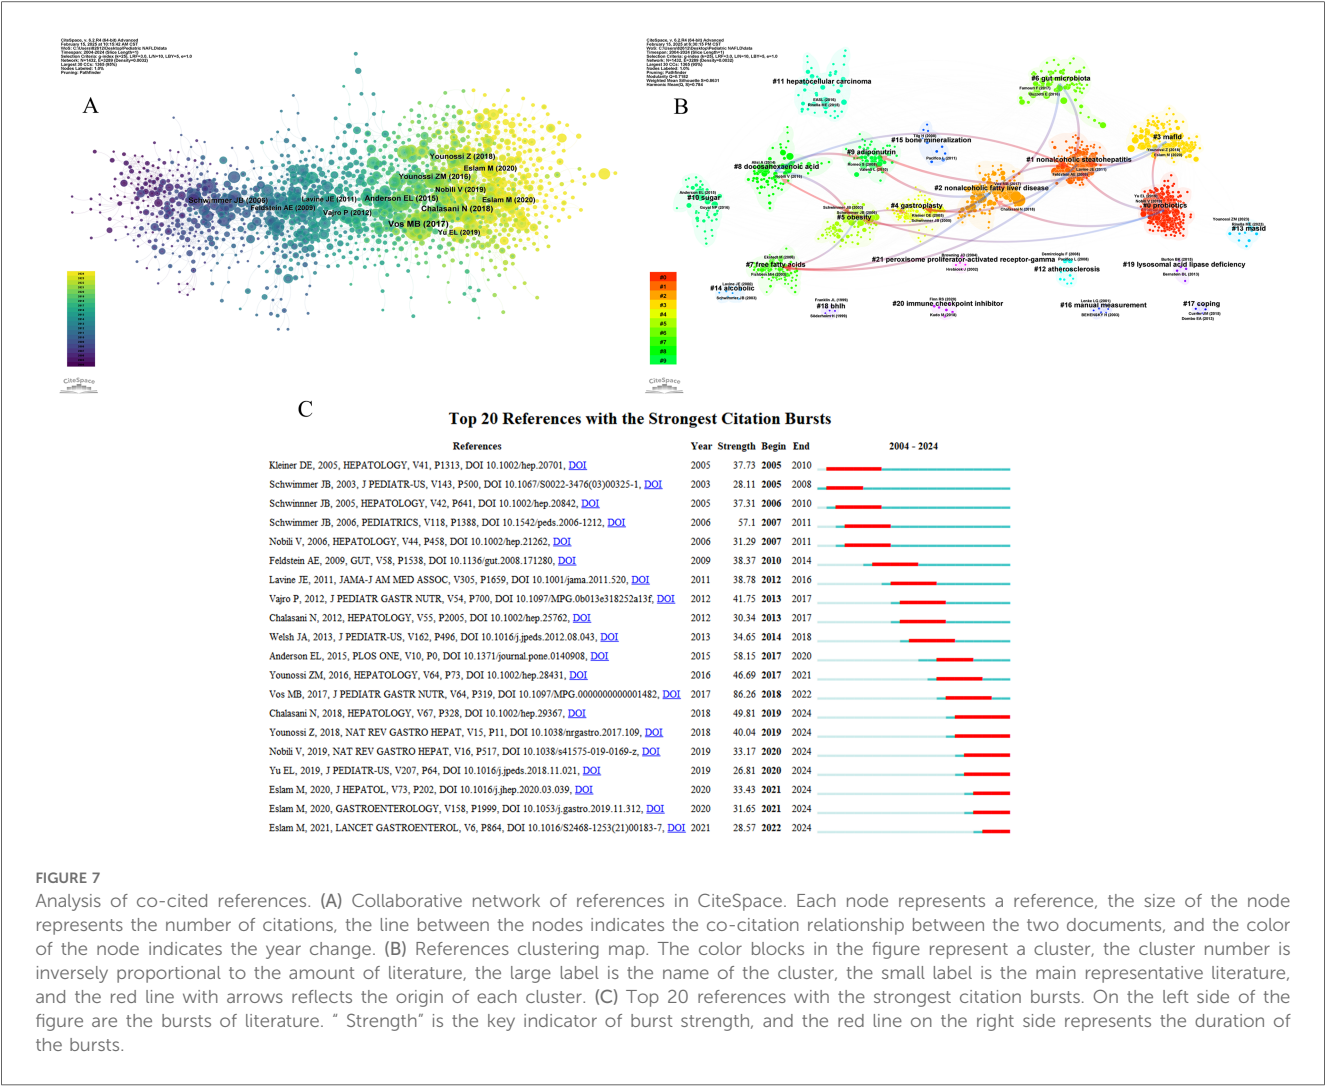 CiteSpace, v. 6.2.R4 (64-bit) Advanced
A
Younossi Z (2018)
Eslam M (2020)
Younossi ZM (2016)
Nobili V (2019)
Schwimmer JB (2006)
Lavine JE (2011)
Anderson EL (2015)
Eslam M (2020)
Feldstein AE (2009)
Vajro P (2012)
Chalasani N (2018)
Vos MB (2017)
Yu EL (2019)
CiteSpace
CiteSpace, v. 6.2.R4 (64-bit) Advanced
B
#11 hepatocellular carcinoma
#6 gut microbiota
#15 bone mineralization
#3 mafld
#9 adiponutrin
#1 nonalcoholic steatohepatitis
#8 docosahexaenoic acid
#2 nonalcoholic fatty liver disease
#10 sugar
#4 gastroplasty
#0 probiotics
#5 obesity
#13 masld
#21 peroxisome proliferator-activated receptor-gamma
#7 free fatty acids
#12 atherosclerosis
#19 lysosomal acid lipase deficiency
#14 alcoholic
#18 bhlh
#20 immune checkpoint inhibitor
#16 manual measurement
#17 coping
#0
#1
#2
#3
#4
#5
#6
#7
#8
#9
CiteSpace
C
Top 20 References with the Strongest Citation Bursts
References Year Strength Begin End 2004 - 2024
Kleiner DE, 2005, HEPATOLOGY, V41, P1313, DOI 10.1002/hep.20701, DOI 2005 37.73 2005 2010
Schwimmer JB, 2003, J PEDIATR-US, V143, P500, DOI 10.1067/S0022-3476(03)00325-1, DOI 2003 28.11 2005 2008
Schwimmer JB, 2005, HEPATOLOGY, V42, P641, DOI 10.1002/hep.20842, DOI 2005 37.31 2006 2010
Schwimmer JB, 2006, PEDIATRICS, V118, P1388, DOI 10.1542/peds.2006-1212, DOI 2006 57.1 2007 2011
Nobili V, 2006, HEPATOLOGY, V44, P458, DOI 10.1002/hep.21262, DOI 2006 31.29 2007 2011
Feldstein AE, 2009, GUT, V58, P1538, DOI 10.1136/gut.2008.171280, DOI 2009 38.37 2010 2014
Lavine JE, 2011, JAMA-J AM MED ASSOC, V305, P1659, DOI 10.1001/jama.2011.520, DOI 2011 38.78 2012 2016
Vajro P, 2012, J PEDIATR GASTR NUTR, V54, P700, DOI 10.1097/MPG.0b013e318252a13f, DOI 2012 41.75 2013 2017
Chalasani N, 2012, HEPATOLOGY, V55, P2005, DOI 10.1002/hep.25762, DOI 2012 30.34 2013 2017
Welsh JA, 2013, J PEDIATR-US, V162, P496, DOI 10.1016/j.jpeds.2012.08.043, DOI 2013 34.65 2014 2018
Anderson EL, 2015, PLOS ONE, V10, P0, DOI 10.1371/journal.pone.0140908, DOI 2015 58.15 2017 2020
Younossi ZM, 2016, HEPATOLOGY, V64, P73, DOI 10.1002/hep.28431, DOI 2016 46.69 2017 2021
Vos MB, 2017, J PEDIATR GASTR NUTR, V64, P319, DOI 10.1097/MPG.0000000000001482, DOI 2017 86.26 2018 2022
Chalasani N, 2018, HEPATOLOGY, V67, P328, DOI 10.1002/hep.29367, DOI 2018 49.81 2019 2024
Younossi Z, 2018, NAT REV GASTRO HEPAT, V15, P11, DOI 10.1038/nrgastro.2017.109, DOI 2018 40.04 2019 2024
Nobili V, 2019, NAT REV GASTRO HEPAT, V16, P517, DOI 10.1038/s41575-019-0169-z, DOI 2019 33.17 2020 2024
Yu EL, 2019, J PEDIATR-US, V207, P64, DOI 10.1016/j.jpeds.2018.11.021, DOI 2019 26.81 2020 2024
Eslam M, 2020, J HEPATOL, V73, P202, DOI 10.1016/j.jhep.2020.03.039, DOI 2020 33.43 2021 2024
Eslam M, 2020, GASTROENTEROLOGY, V158, P1999, DOI 10.1053/j.gastro.2019.11.312, DOI 2020 31.65 2021 2024
Eslam M, 2021, LANCET GASTROENTEROL, V6, P864, DOI 10.1016/S2468-1253(21)00183-7, DOI 2021 28.57 2022 2024
FIGURE 7
Analysis of co-cited references. (A) Collaborative network of references in CiteSpace. Each node represents a reference, the size of the node
represents the number of citations, the line between the nodes indicates the co-citation relationship between the two documents, and the color
of the node indicates the year change. (B) References clustering map. The color blocks in the figure represent a cluster, the cluster number is
inversely proportional to the amount of literature, the large label is the name of the cluster, the small label is the main representative literature,
and the red line with arrows reflects the origin of each cluster. (C) Top 20 references with the strongest citation bursts. On the left side of the
figure are the bursts of literature. “ Strength” is the key indicator of burst strength, and the red line on the right side represents the duration of
the bursts.